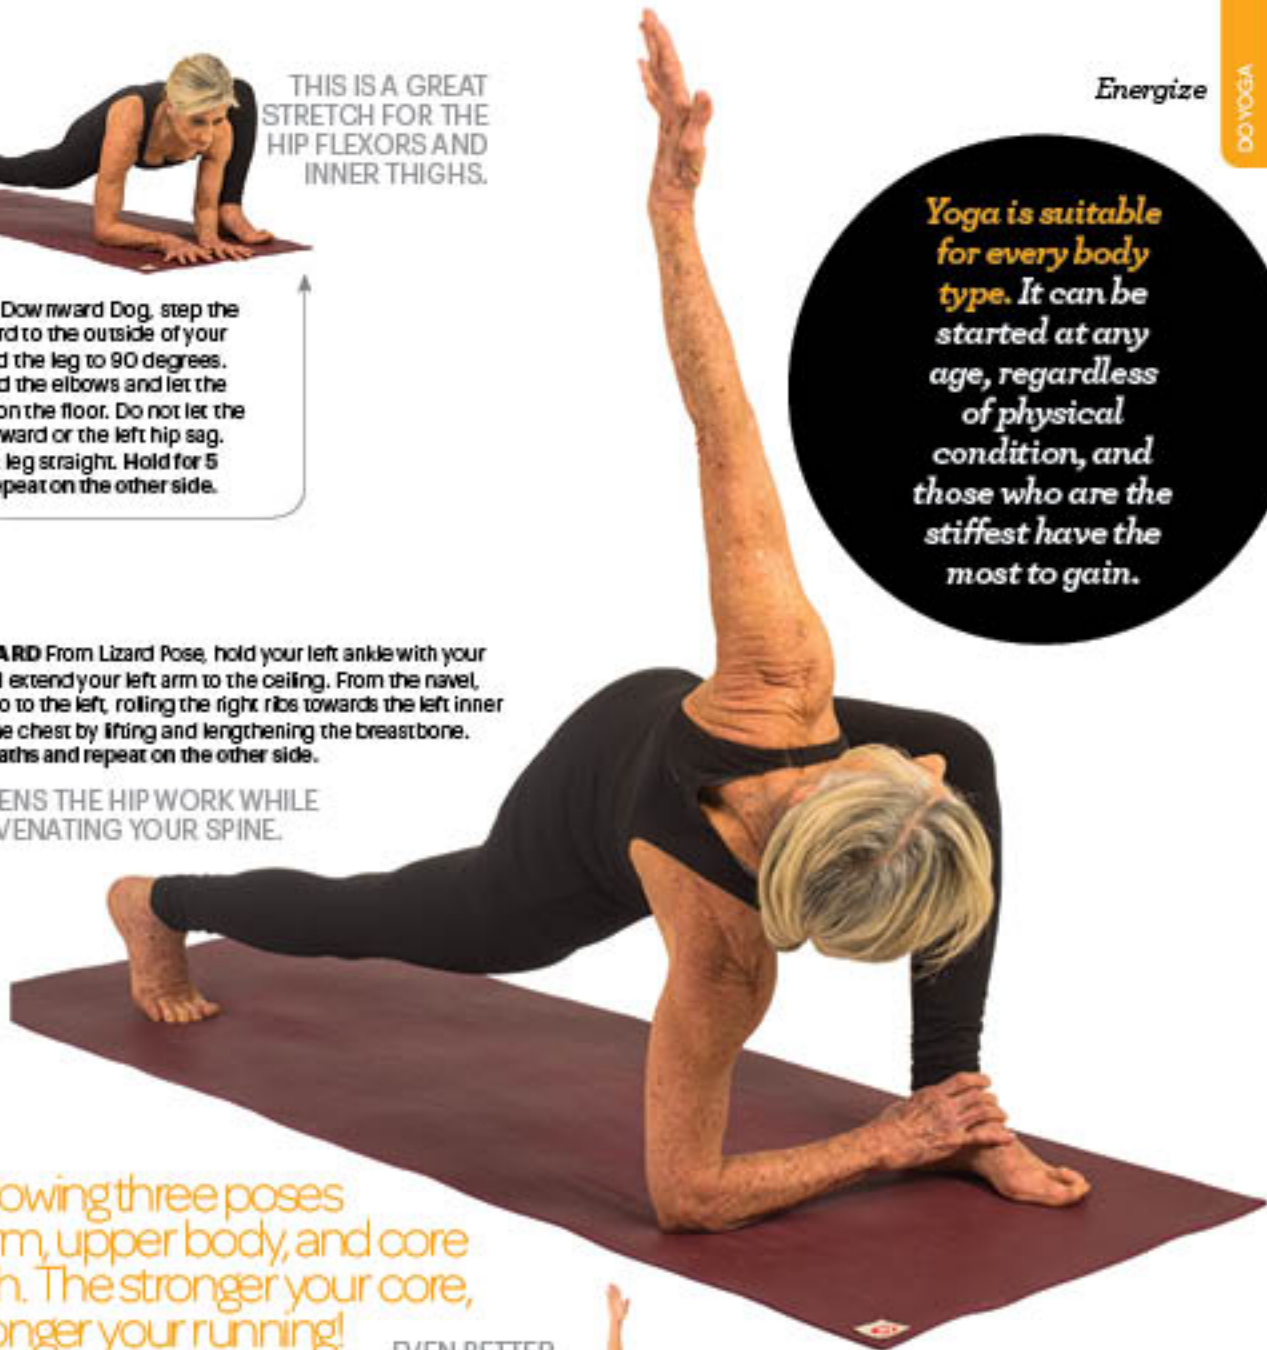 Energize
DO YOGA
THIS IS A GREAT
STRETCH FOR THE
HIP FLEXORS AND
INNER THIGHS.
Yoga is suitable
for every body
type. It can be
started at any
age, regardless
of physical
condition, and
those who are the
stiffest have the
most to gain.
Downward Dog, step the
to the outside of your
the leg to 90 degrees.
the elbows and let the
on the floor. Do not let the
or the left hip sag.
leg straight. Hold for 5
on the other side.
ARD From Lizard Pose, hold your left ankle with your
extend your left arm to the ceiling. From the navel,
to the left, rolling the right ribs towards the left inner
chest by lifting and lengthening the breastbone.
and repeat on the other side.
ENS THE HIP WORK WHILE
VENATING YOUR SPINE.
owing three poses
rm, upper body, and core
h. The stronger your core,
onger your running!
EVEN BETTER